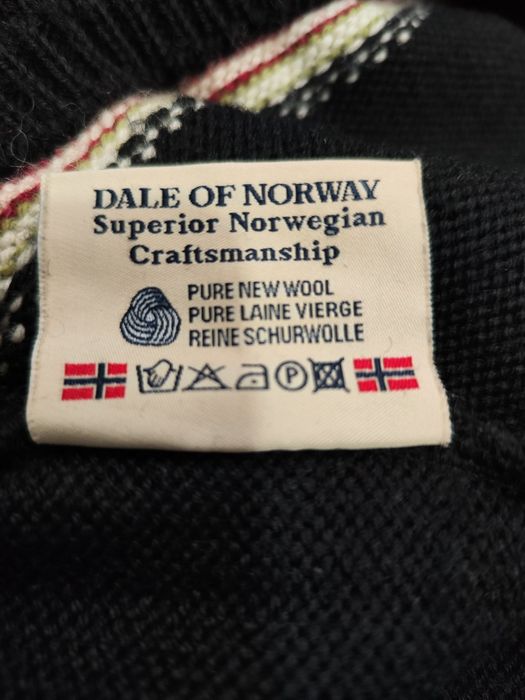 DALE OF NORWAY
Superior Norwegian
Craftsmanship
PURE NEW WOOL
PURE LAINE VIERGE
REINE SCHURWOLLE
P